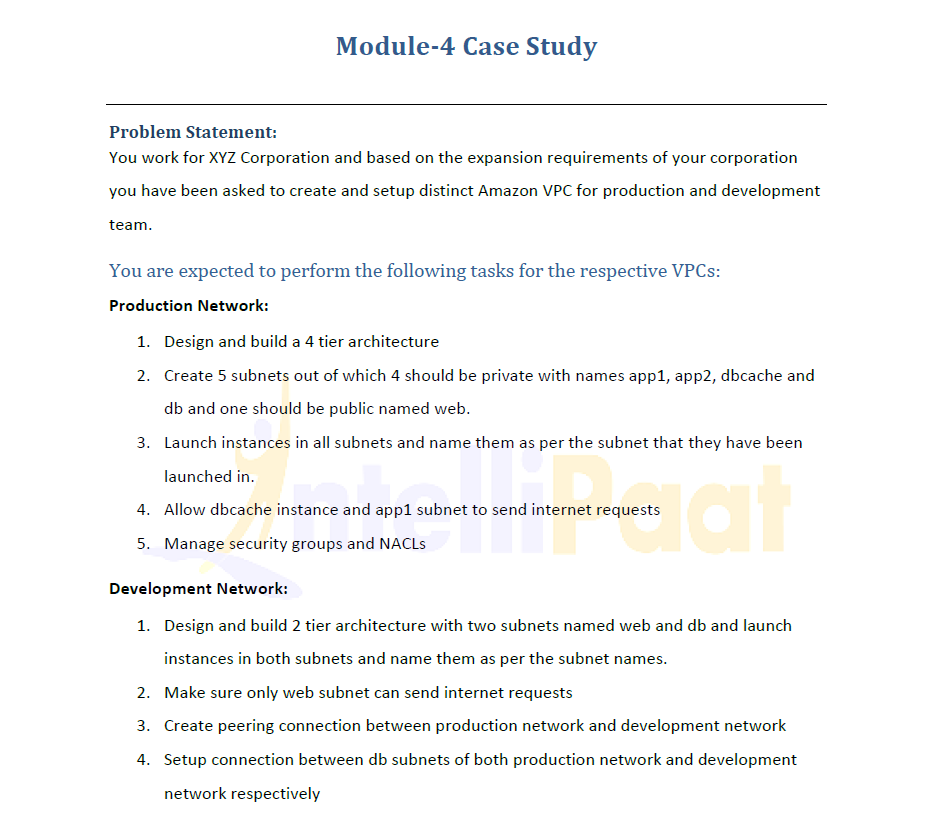 Module-4 Case Study
Problem Statement:
You work for XYZ Corporation and based on the expansion requirements of your corporation
you have been asked to create and setup distinct Amazon VPC for production and development
team.
You are expected to perform the following tasks for the respective VPCs:
Production Network:
1. Design and build a 4 tier architecture
2. Create 5 subnets out of which 4 should be private with names app1, app2, dbcache and
db and one should be public named web.
3. Launch instances in all subnets and name them as per the subnet that they have been
launched in.
4. Allow dbcache instance and app1 subnet to send internet requests
5. Manage security groups and NACLs
IntelliPaat
Development Network:
1. Design and build 2 tier architecture with two subnets named web and db and launch
instances in both subnets and name them as per the subnet names.
2. Make sure only web subnet can send internet requests
3. Create peering connection between production network and development network
4. Setup connection between db subnets of both production network and development
network respectively